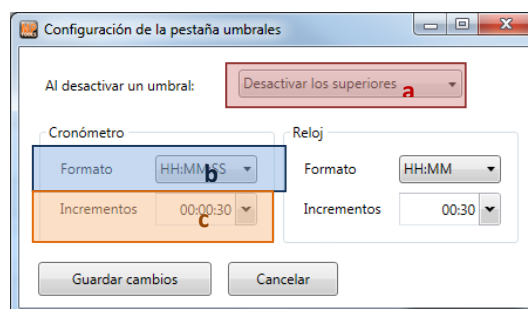 Configuración de la pestaña umbrales
Al desactivar un umbral: Desactivar los superiores a
Cronómetro Reloj
Formato HH:MM:SS b Formato HH:MM
Incrementos 00:00:30 c Incrementos 00:30
Guardar cambios Cancelar